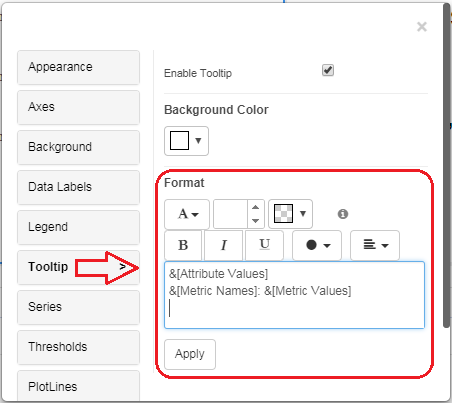 ×
Appearance
Axes
Background
Data Labels
Legend
Tooltip >
Series
Thresholds
PlotLines
Enable Tooltip
Background Color
Format
A
B I U
&[Attribute Values]
&[Metric Names]: &[Metric Values]
Apply